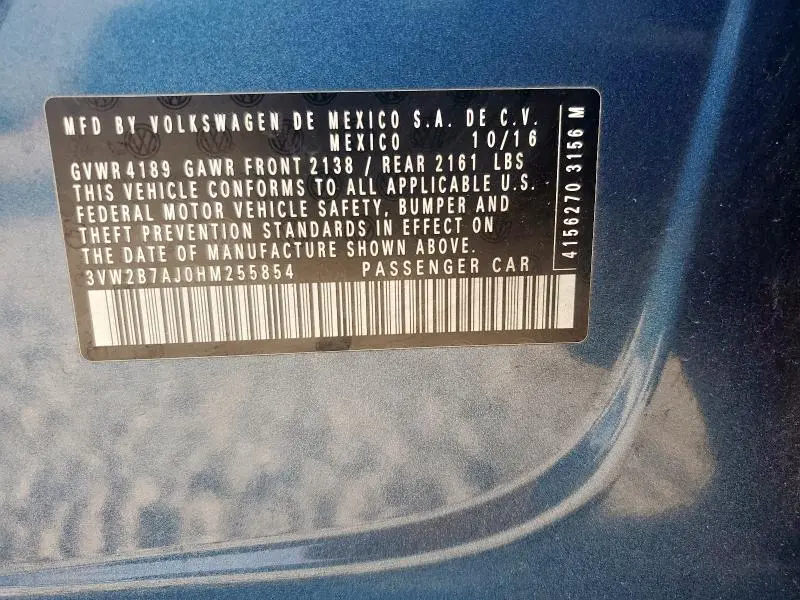 MFD BY VOLKSWAGEN DE MEXICO S.A. DE C.V.
MEXICO 10/16
GVWR 4189 GAWR FRONT 2138 / REAR 2161 LBS
THIS VEHICLE CONFORMS TO ALL APPLICABLE U.S.
FEDERAL MOTOR VEHICLE SAFETY, BUMPER AND
THEFT PREVENTION STANDARDS IN EFFECT ON
THE DATE OF MANUFACTURE SHOWN ABOVE.
3VW2B7AJ0HM255854 PASSENGER CAR
4156270 3156 M